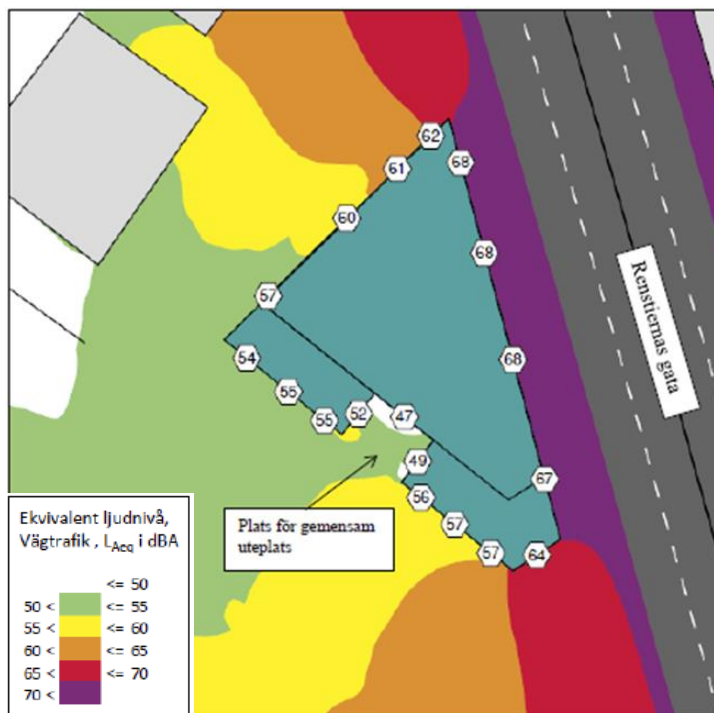 62
68
61
60
68
57
Renstiernas gata
54
68
55
52
47
55
49
67
56
57
57
64
Plats för gemensam
uteplats
Ekvivalent ljudnivå,
Vägtrafik , LAeq i dBA
<= 50
50 < <= 55
55 < <= 60
60 < <= 65
65 < <= 70
70 <